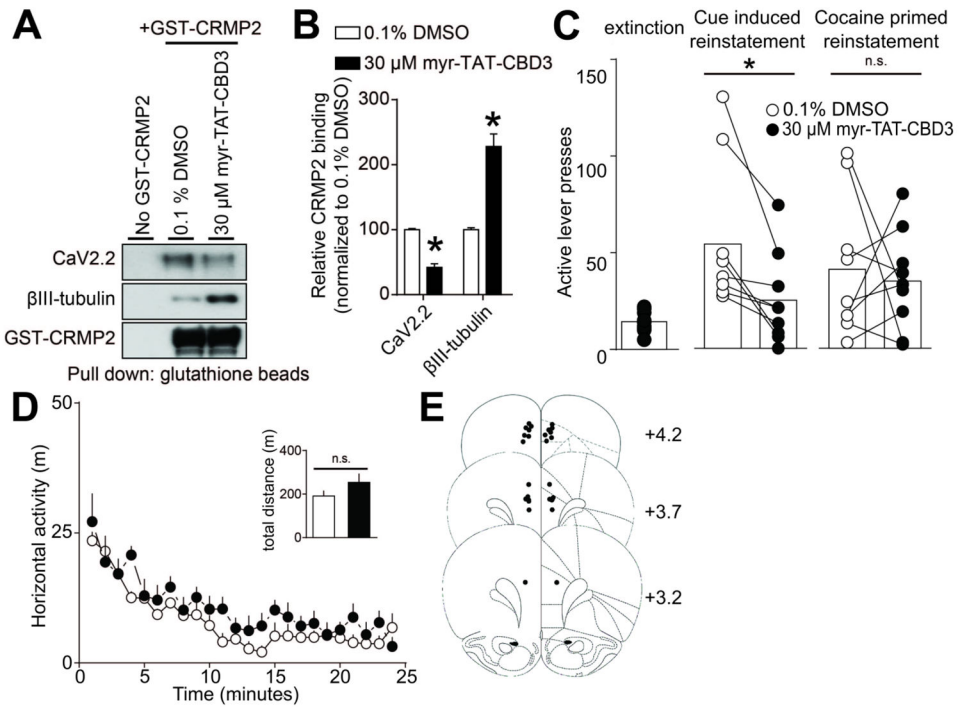 A
+GST-CRMP2
No GST-CRMP2
0.1 % DMSO
30 µM myr-TAT-CBD3
CaV2.2
βIII-tubulin
GST-CRMP2
Pull down: glutathione beads
B
0.1% DMSO
30 µM myr-TAT-CBD3
Relative CRMP2 binding
(normalized to 0.1% DMSO)
300
200
100
0
*
*
CaV2.2
βIII-tubulin
C
extinction
Cue induced
reinstatement
*
Cocaine primed
reinstatement
n.s.
0.1% DMSO
30 µM myr-TAT-CBD3
Active lever presses
150
100
50
0
D
Horizontal activity (m)
50
25
0
0
5
10
15
20
25
Time (minutes)
n.s.
total distance (m)
400
200
0
E
+4.2
+3.7
+3.2